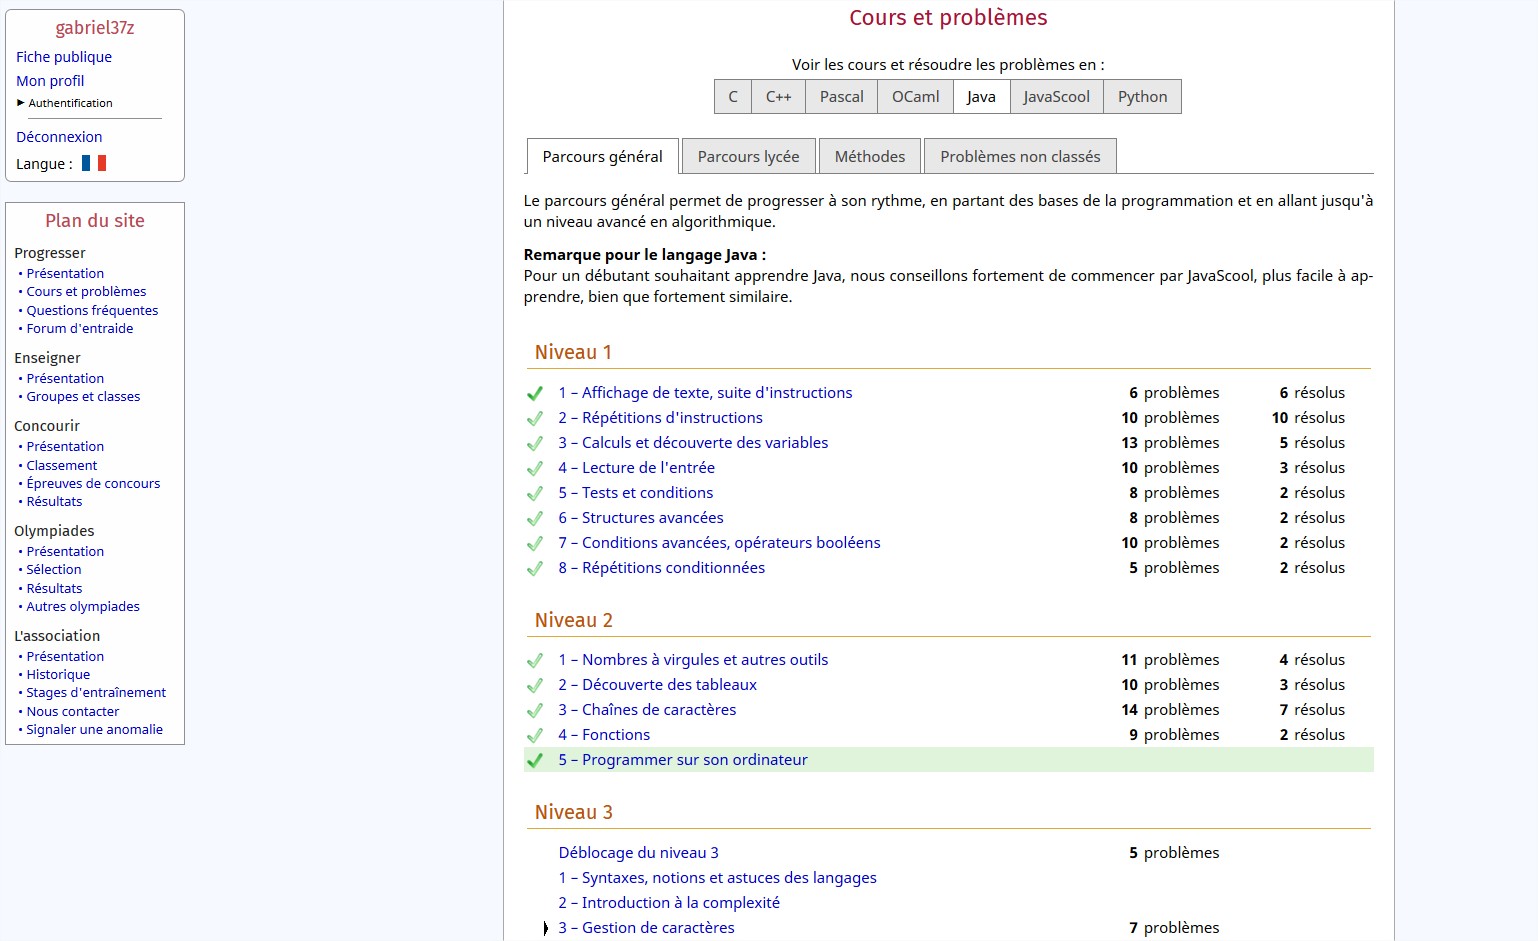 gabriel37z
Fiche publique
Mon profil
► Authentification
Déconnexion
Langue :
Plan du site
Progresser
• Présentation
• Cours et problèmes
• Questions fréquentes
• Forum d'entraide
Enseigner
• Présentation
• Groupes et classes
Concourir
• Présentation
• Classement
• Épreuves de concours
• Résultats
Olympiades
• Présentation
• Sélection
• Résultats
• Autres olympiades
L'association
• Présentation
• Historique
• Stages d'entraînement
• Nous contacter
• Signaler une anomalie
Cours et problèmes
Voir les cours et résoudre les problèmes en :
C C++ Pascal OCaml Java JavaScool Python
Parcours général Parcours lycée Méthodes Problèmes non classés
Le parcours général permet de progresser à son rythme, en partant des bases de la programmation et en allant jusqu'à
un niveau avancé en algorithmique.
Remarque pour le langage Java :
Pour un débutant souhaitant apprendre Java, nous conseillons fortement de commencer par JavaScool, plus facile à ap-
prendre, bien que fortement similaire.
Niveau 1
1 – Affichage de texte, suite d'instructions 6 problèmes 6 résolus
2 – Répétitions d'instructions 10 problèmes 10 résolus
3 – Calculs et découverte des variables 13 problèmes 5 résolus
4 – Lecture de l'entrée 10 problèmes 3 résolus
5 – Tests et conditions 8 problèmes 2 résolus
6 – Structures avancées 8 problèmes 2 résolus
7 – Conditions avancées, opérateurs booléens 10 problèmes 2 résolus
8 – Répétitions conditionnées 5 problèmes 2 résolus
Niveau 2
1 – Nombres à virgules et autres outils 11 problèmes 4 résolus
2 – Découverte des tableaux 10 problèmes 3 résolus
3 – Chaînes de caractères 14 problèmes 7 résolus
4 – Fonctions 9 problèmes 2 résolus
5 – Programmer sur son ordinateur
Niveau 3
Déblocage du niveau 3 5 problèmes
1 – Syntaxes, notions et astuces des langages
2 – Introduction à la complexité
3 – Gestion de caractères 7 problèmes